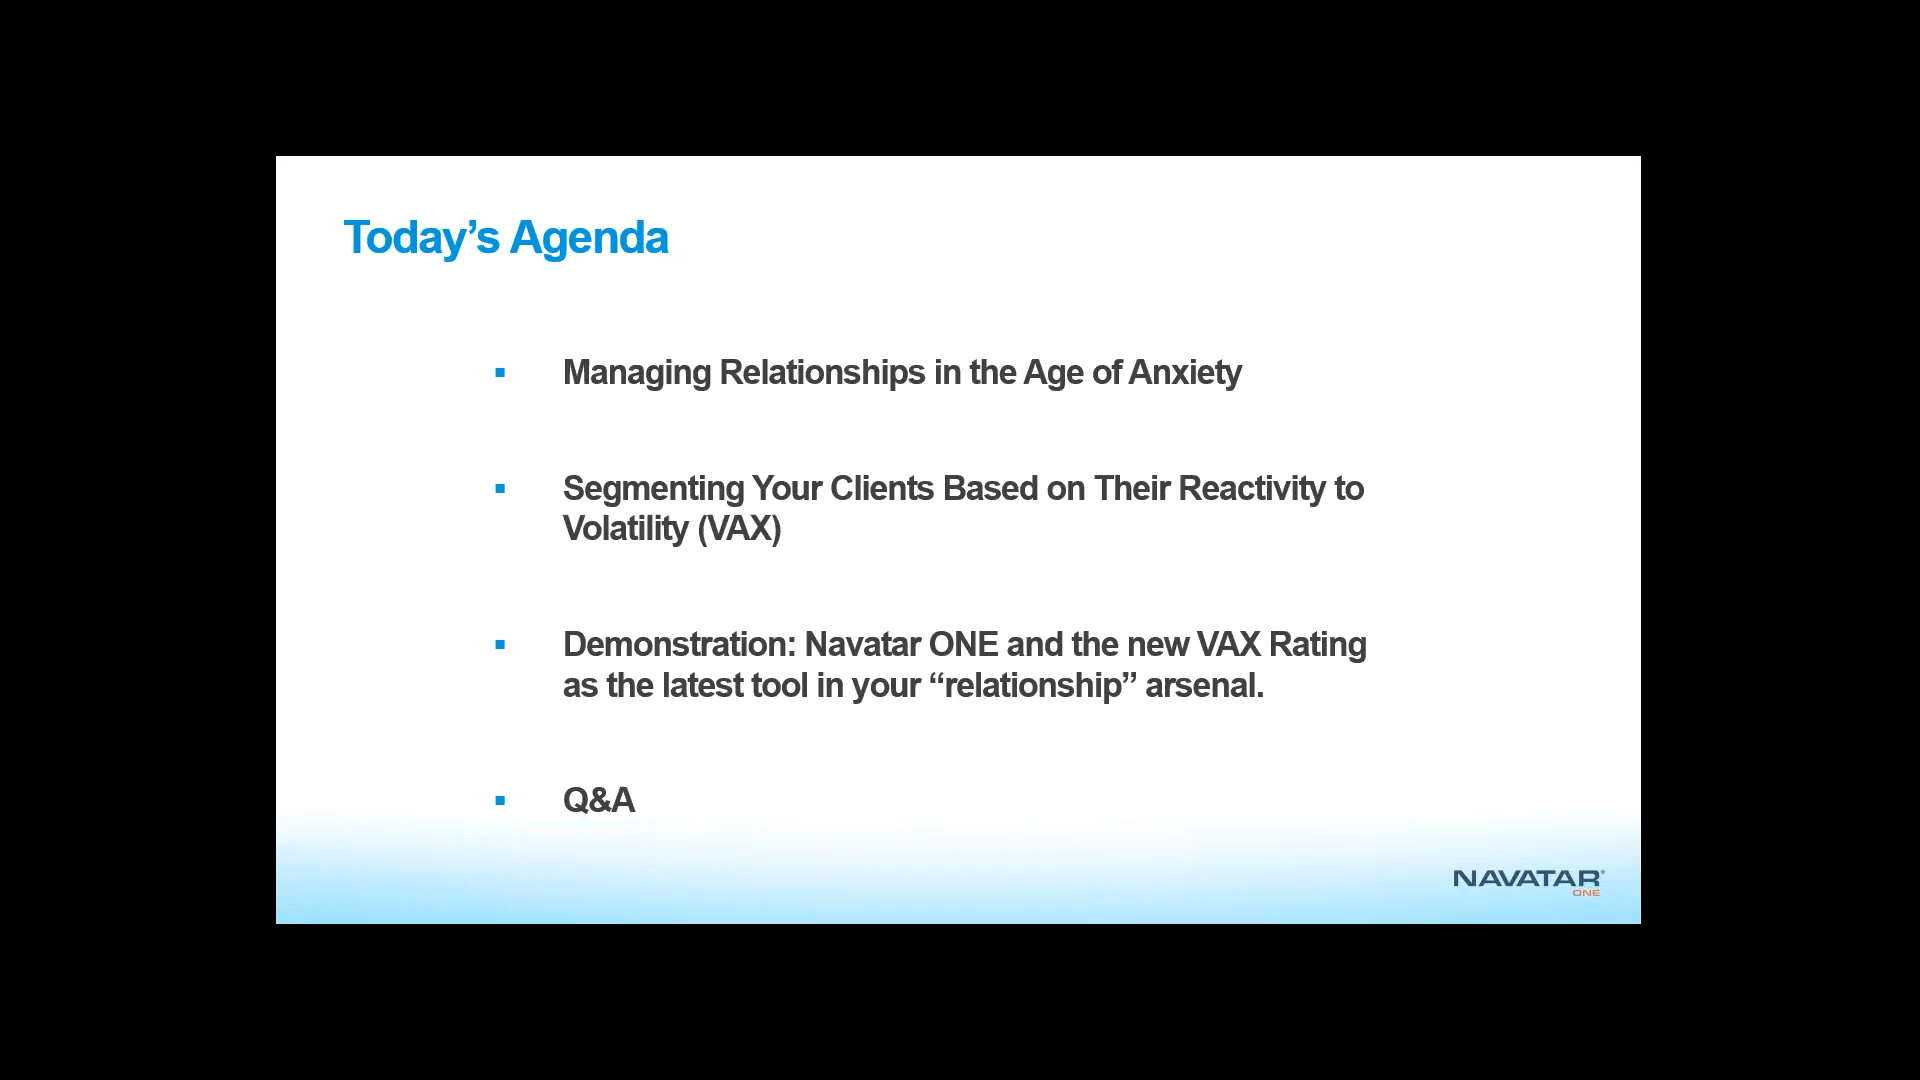 Today’s Agenda
▪ Managing Relationships in the Age of Anxiety
▪ Segmenting Your Clients Based on Their Reactivity to
Volatility (VAX)
▪ Demonstration: Navatar ONE and the new VAX Rating
as the latest tool in your “relationship” arsenal.
▪ Q&A
NAVATAR®
ONE